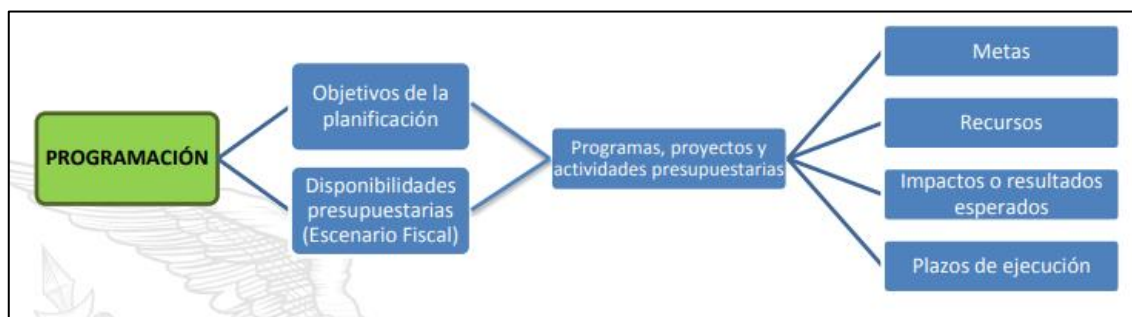 PROGRAMACIÓN
Objetivos de la
planificación
Disponibilidades
presupuestarias
(Escenario Fiscal)
Programas, proyectos y
actividades presupuestarias
Metas
Recursos
Impactos o resultados
esperados
Plazos de ejecución